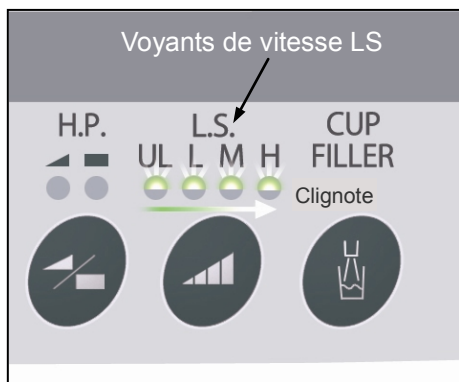 Voyants de vitesse LS
H.P. L.S. CUP
UL L M H FILLER
Clignote